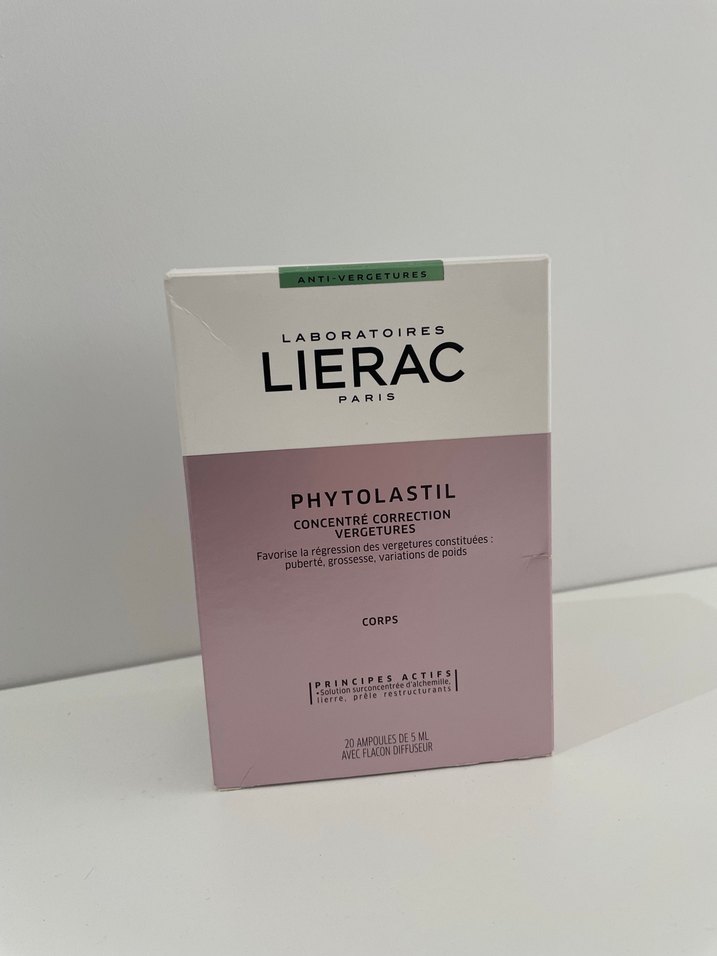 ANTI-VERGETURES
LABORATOIRES
LIERAC
PARIS
PHYTOLASTIL
CONCENTRÉ CORRECTION
VERGETURES
Favorise la régression des vergetures constituées :
puberté, grossesse, variations de poids
CORPS
PRINCIPES ACTIFS
•Solution surconcentrée d'alchemille,
lierre, prêle restructurants
20 AMPOULES DE 5 ML
AVEC FLACON DIFFUSEUR